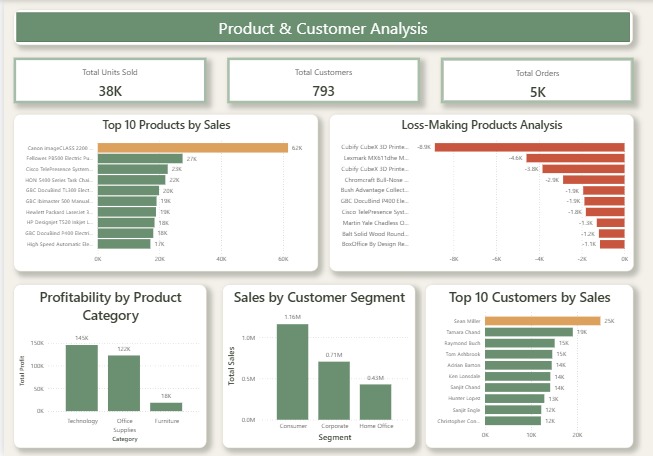 Product & Customer Analysis
Total Units Sold
38K
Total Customers
793
Total Orders
5K
Top 10 Products by Sales
Canon imageCLASS 2200 ...
62K
Fellowes PB500 Electric Pu...
27K
Cisco TelePresence System...
23K
HON 5400 Series Task Chai...
22K
GBC DocuBind TL300 Elect...
20K
GBC Ibimaster 500 Manual...
19K
Hewlett Packard LaserJet 3...
19K
HP Designjet T520 Inkjet L...
18K
GBC DocuBind P400 Electri...
18K
High Speed Automatic Ele...
17K
0K 20K 40K 60K
Loss-Making Products Analysis
Cubify CubeX 3D Printe...
-8.9K
Lexmark MX611dhe M...
-4.6K
Cubify CubeX 3D Printe...
-3.8K
Chromcraft Bull-Nose ...
-2.9K
Bush Advantage Collect...
-1.9K
GBC DocuBind P400 Ele...
-1.9K
Cisco TelePresence Syst...
-1.8K
Martin Yale Chadless O...
-1.3K
Balt Solid Wood Round...
-1.2K
BoxOffice By Design Re...
-1.1K
-8K -6K -4K -2K 0K
Profitability by Product
Category
Total Profit
150K
100K
50K
0K
145K
122K
18K
Technology Office Furniture
Supplies
Category
Sales by Customer Segment
Total Sales
1.0M
0.5M
0.0M
1.16M
0.71M
0.43M
Consumer Corporate Home Office
Segment
Top 10 Customers by Sales
Sean Miller
25K
Tamara Chand
19K
Raymond Buch
15K
Tom Ashbrook
15K
Adrian Barton
14K
Ken Lonsdale
14K
Sanjit Chand
14K
Hunter Lopez
13K
Sanjit Engle
12K
Christopher Con...
12K
0K 10K 20K